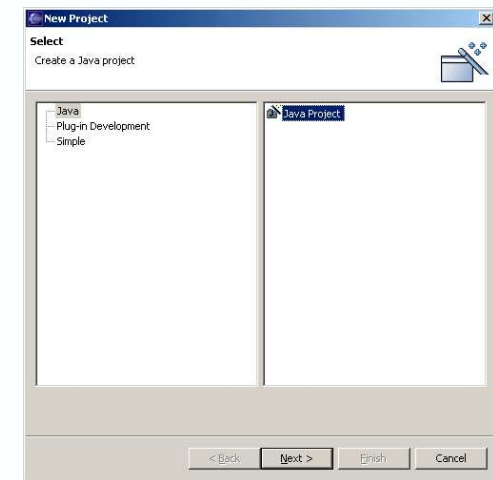 New Project
Select
Create a Java project
Java
Plug-in Development
Simple
Java Project
< Back
Next >
Finish
Cancel